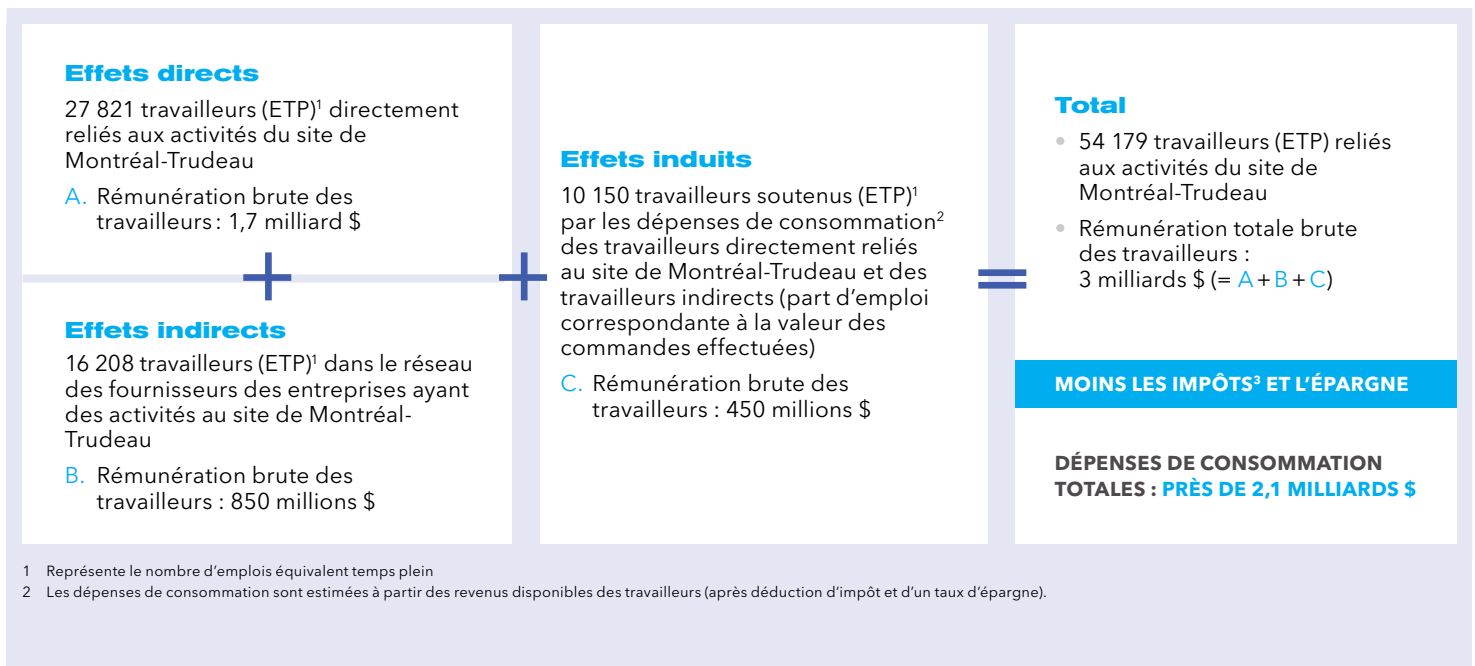 Effets directs
27 821 travailleurs (ETP)¹ directement
reliés aux activités du site de
Montréal-Trudeau
A. Rémunération brute des
travailleurs : 1,7 milliard $
+
Effets indirects
16 208 travailleurs (ETP)¹ dans le réseau
des fournisseurs des entreprises ayant
des activités au site de Montréal-
Trudeau
B. Rémunération brute des
travailleurs : 850 millions $
+
Effets induits
10 150 travailleurs soutenus (ETP)¹
par les dépenses de consommation²
des travailleurs directement reliés
au site de Montréal-Trudeau et des
travailleurs indirects (part d’emploi
correspondante à la valeur des
commandes effectuées)
C. Rémunération brute des
travailleurs : 450 millions $
=
Total
• 54 179 travailleurs (ETP) reliés
aux activités du site de
Montréal-Trudeau
• Rémunération totale brute
des travailleurs :
3 milliards $ (= A + B + C)
MOINS LES IMPÔTS³ ET L’ÉPARGNE
DÉPENSES DE CONSOMMATION
TOTALES : PRÈS DE 2,1 MILLIARDS $
1 Représente le nombre d’emplois équivalent temps plein
2 Les dépenses de consommation sont estimées à partir des revenus disponibles des travailleurs (après déduction d’impôt et d’un taux d’épargne).